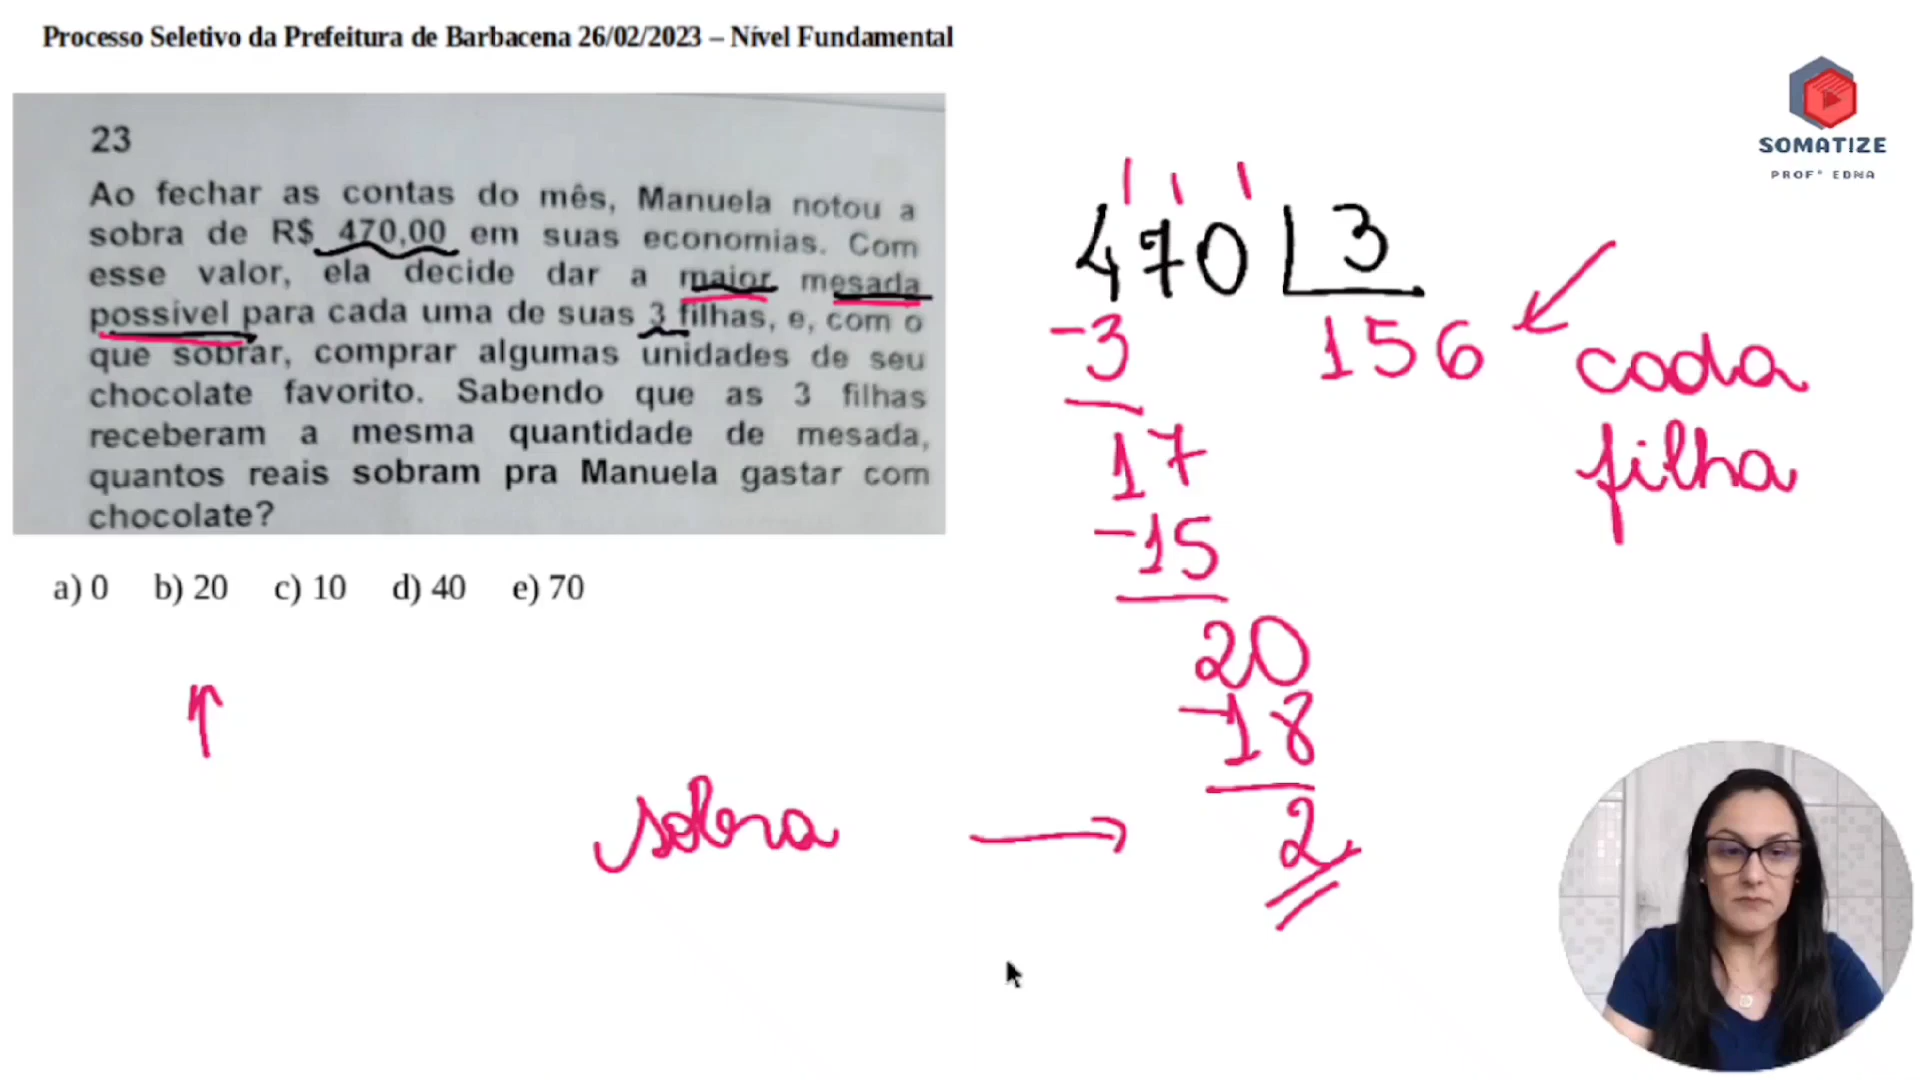 Processo Seletivo da Prefeitura de Barbacena 26/02/2023 – Nível Fundamental
23
Ao fechar as contas do mês, Manuela notou a
sobra de R$ 470,00 em suas economias. Com
esse valor, ela decide dar a maior mesada
possível para cada uma de suas 3 filhas, e, com o
que sobrar, comprar algumas unidades de seu
chocolate favorito. Sabendo que as 3 filhas
receberam a mesma quantidade de mesada,
quantos reais sobram pra Manuela gastar com
chocolate?
a) 0 b) 20 c) 10 d) 40 e) 70
SOMATIZE
PROFª EDNA
470 3
-3 156
cada
filha
17
-15
20
-18
sobra
2